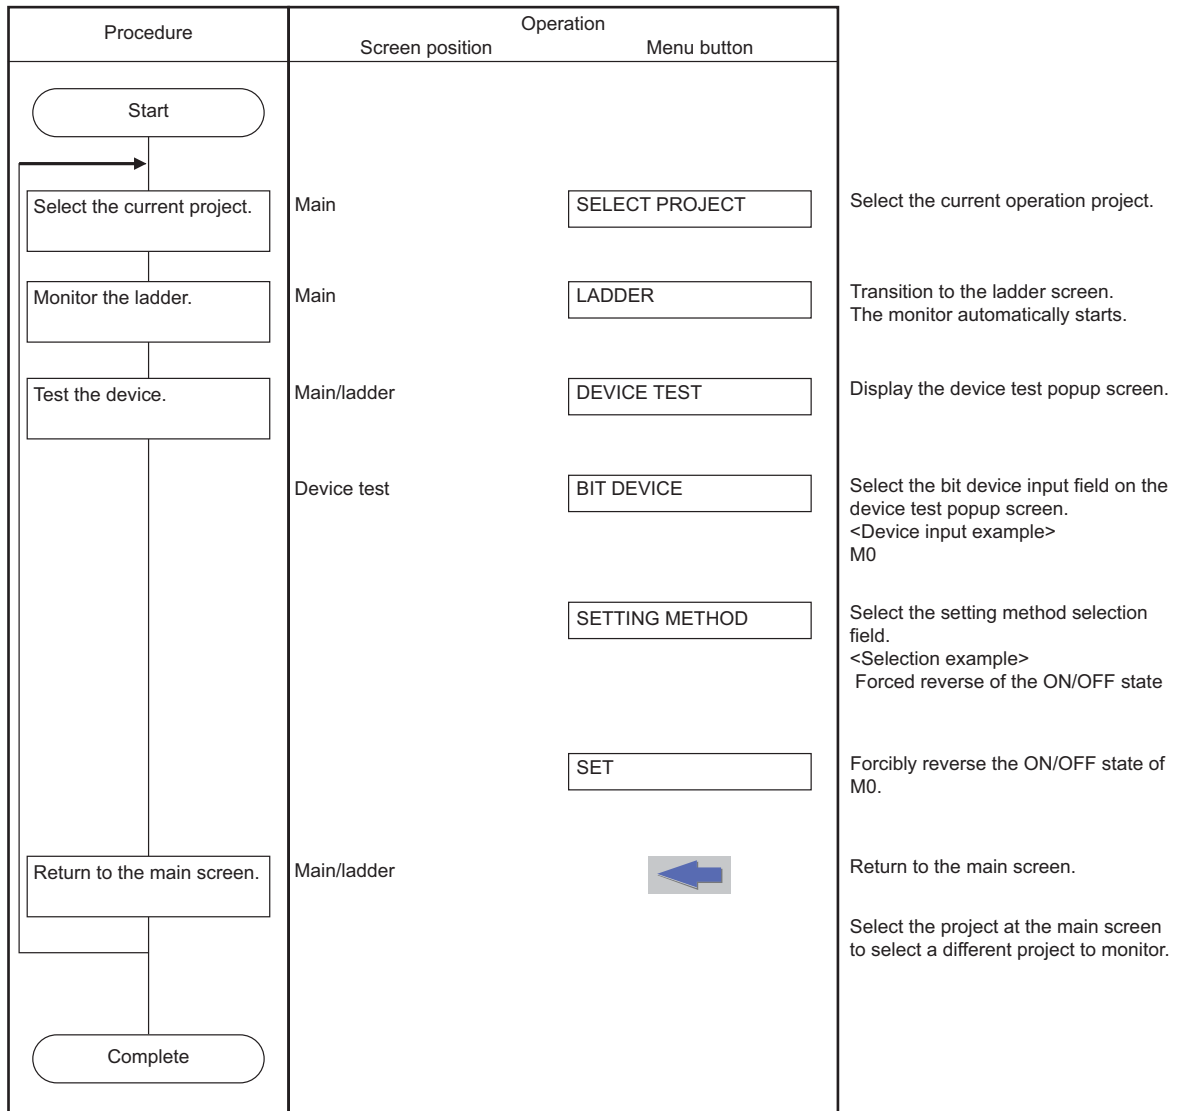 Procedure
Operation
Screen position Menu button
Start
Select the current project.
Main
SELECT PROJECT
Select the current operation project.
Monitor the ladder.
Main
LADDER
Transition to the ladder screen.
The monitor automatically starts.
Test the device.
Main/ladder
DEVICE TEST
Display the device test popup screen.
Device test
BIT DEVICE
Select the bit device input field on the
device test popup screen.
<Device input example>
M0
SETTING METHOD
Select the setting method selection
field.
<Selection example>
Forced reverse of the ON/OFF state
SET
Forcibly reverse the ON/OFF state of
M0.
Return to the main screen.
Main/ladder
Return to the main screen.
Select the project at the main screen
to select a different project to monitor.
Complete